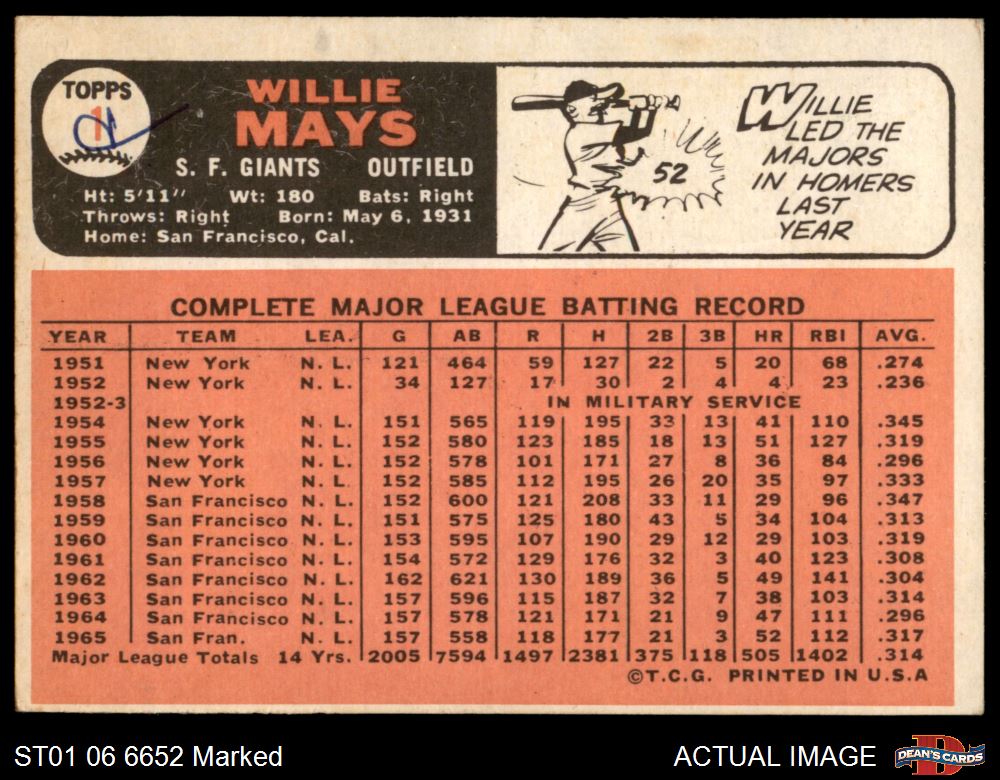 TOPPS
1
WILLIE
MAYS
S. F. GIANTS OUTFIELD
Ht: 5'11" Wt: 180 Bats: Right
Throws: Right Born: May 6, 1931
Home: San Francisco, Cal.
52
WILLIE
LED THE
MAJORS
IN HOMERS
LAST
YEAR
COMPLETE MAJOR LEAGUE BATTING RECORD
YEAR TEAM LEA. G AB R H 2B 3B HR RBI AVG.
1951 New York N. L. 121 464 59 127 22 5 20 68 .274
1952 New York N. L. 34 127 17 30 2 4 4 23 .236
1952-3 IN MILITARY SERVICE
1954 New York N. L. 151 565 119 195 33 13 41 110 .345
1955 New York N. L. 152 580 123 185 18 13 51 127 .319
1956 New York N. L. 152 578 101 171 27 8 36 84 .296
1957 New York N. L. 152 585 112 195 26 20 35 97 .333
1958 San Francisco N. L. 152 600 121 208 33 11 29 96 .347
1959 San Francisco N. L. 151 575 125 180 43 5 34 104 .313
1960 San Francisco N. L. 153 595 107 190 29 12 29 103 .319
1961 San Francisco N. L. 154 572 129 176 32 3 40 123 .308
1962 San Francisco N. L. 162 621 130 189 36 5 49 141 .304
1963 San Francisco N. L. 157 596 115 187 32 7 38 103 .314
1964 San Francisco N. L. 157 578 121 171 21 9 47 111 .296
1965 San Fran. N. L. 157 558 118 177 21 3 52 112 .317
Major League Totals 14 Yrs. 2005 7594 1497 2381 375 118 505 1402 .314
©T.C.G. PRINTED IN U.S.A
ST01 06 6652 Marked
ACTUAL IMAGE
DEAN'S CARDS